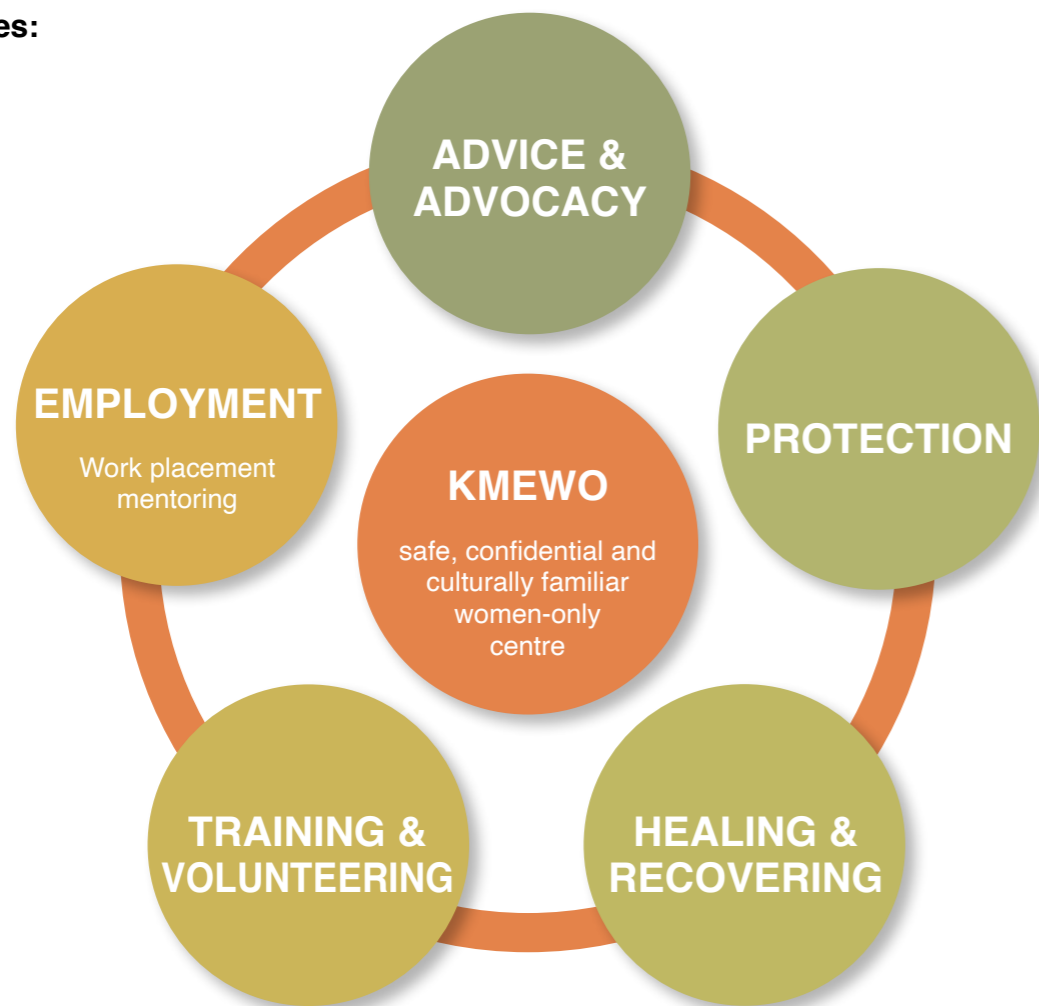 es:
ADVICE &
ADVOCACY
PROTECTION
EMPLOYMENT
Work placement
mentoring
KMEWO
safe, confidential and
culturally familiar
women-only
centre
TRAINING &
VOLUNTEERING
HEALING &
RECOVERING